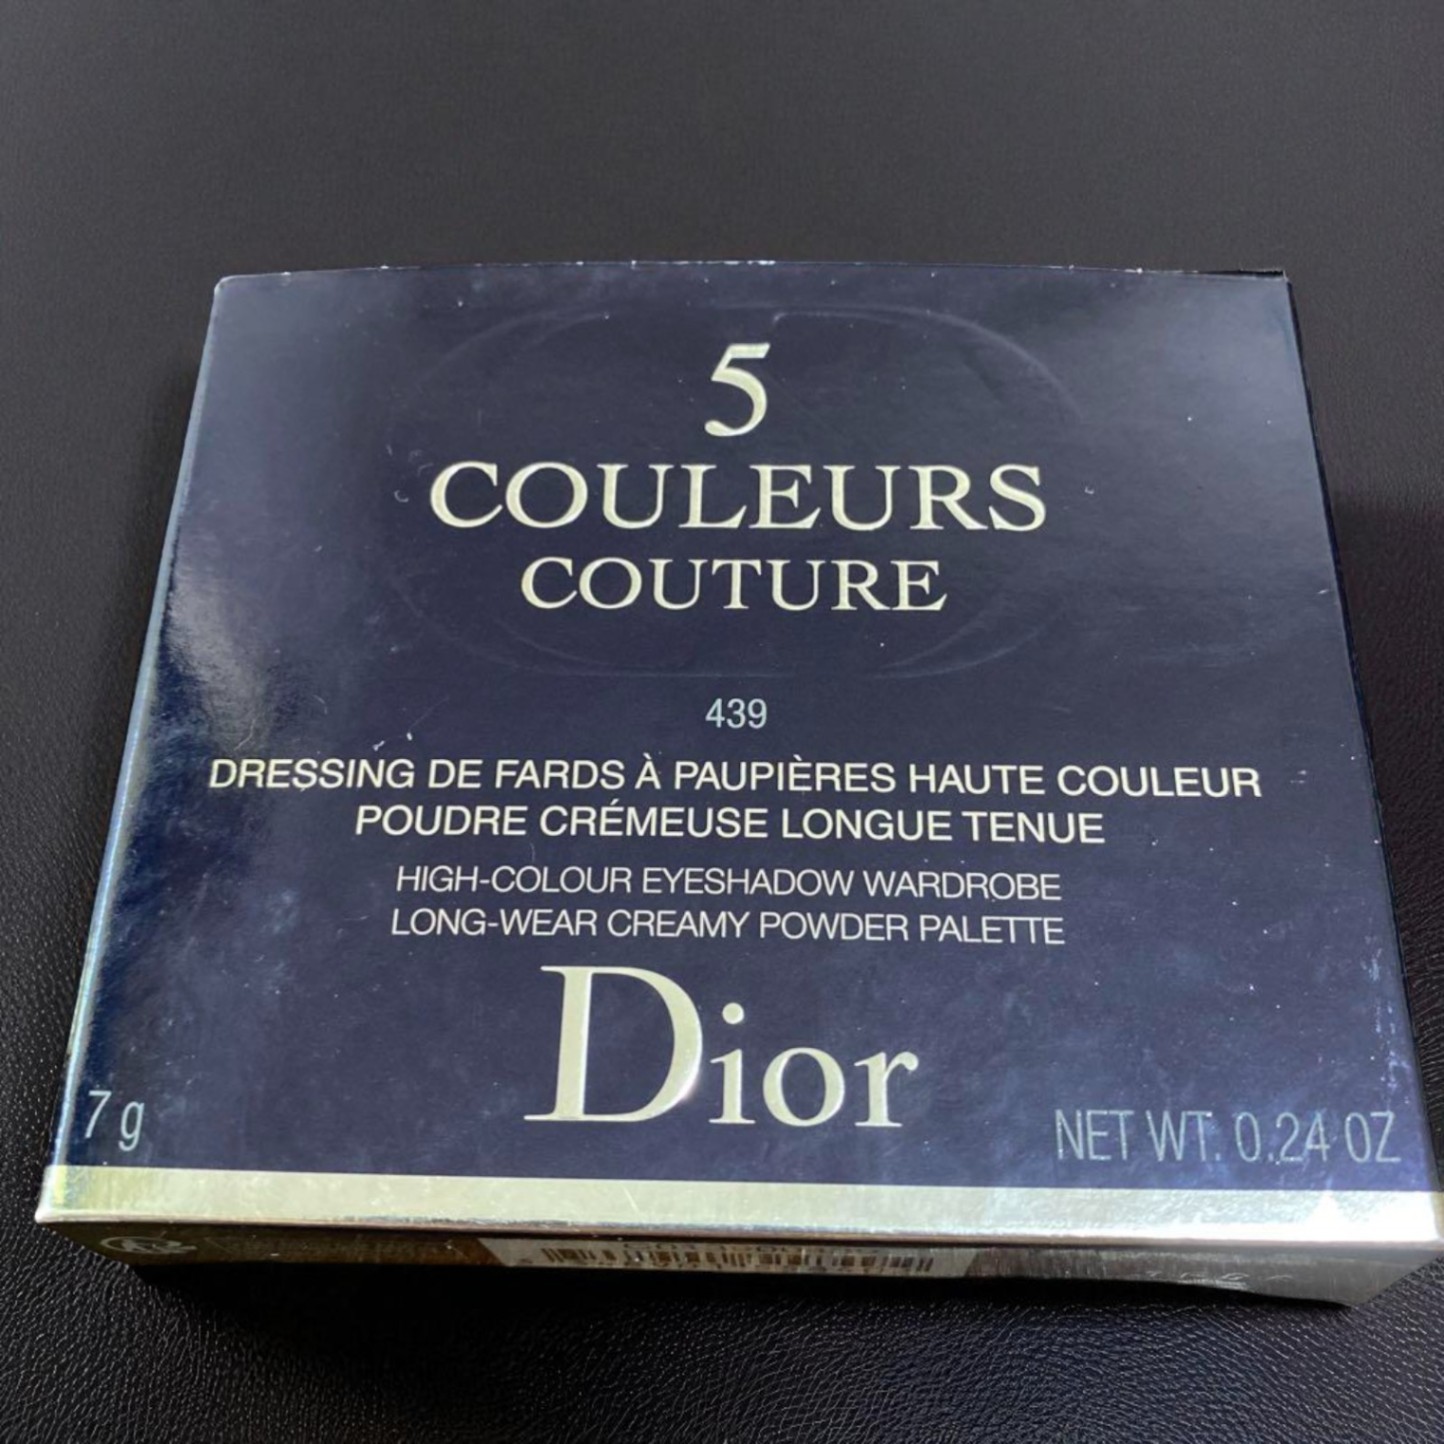 5
COULEURS
COUTURE
439
DRESSING DE FARDS À PAUPIÈRES HAUTE COULEUR
POUDRE CRÉMEUSE LONGUE TENUE
HIGH-COLOUR EYESHADOW WARDROBE
LONG-WEAR CREAMY POWDER PALETTE
Dior
7 g
NET WT. 0.24 OZ